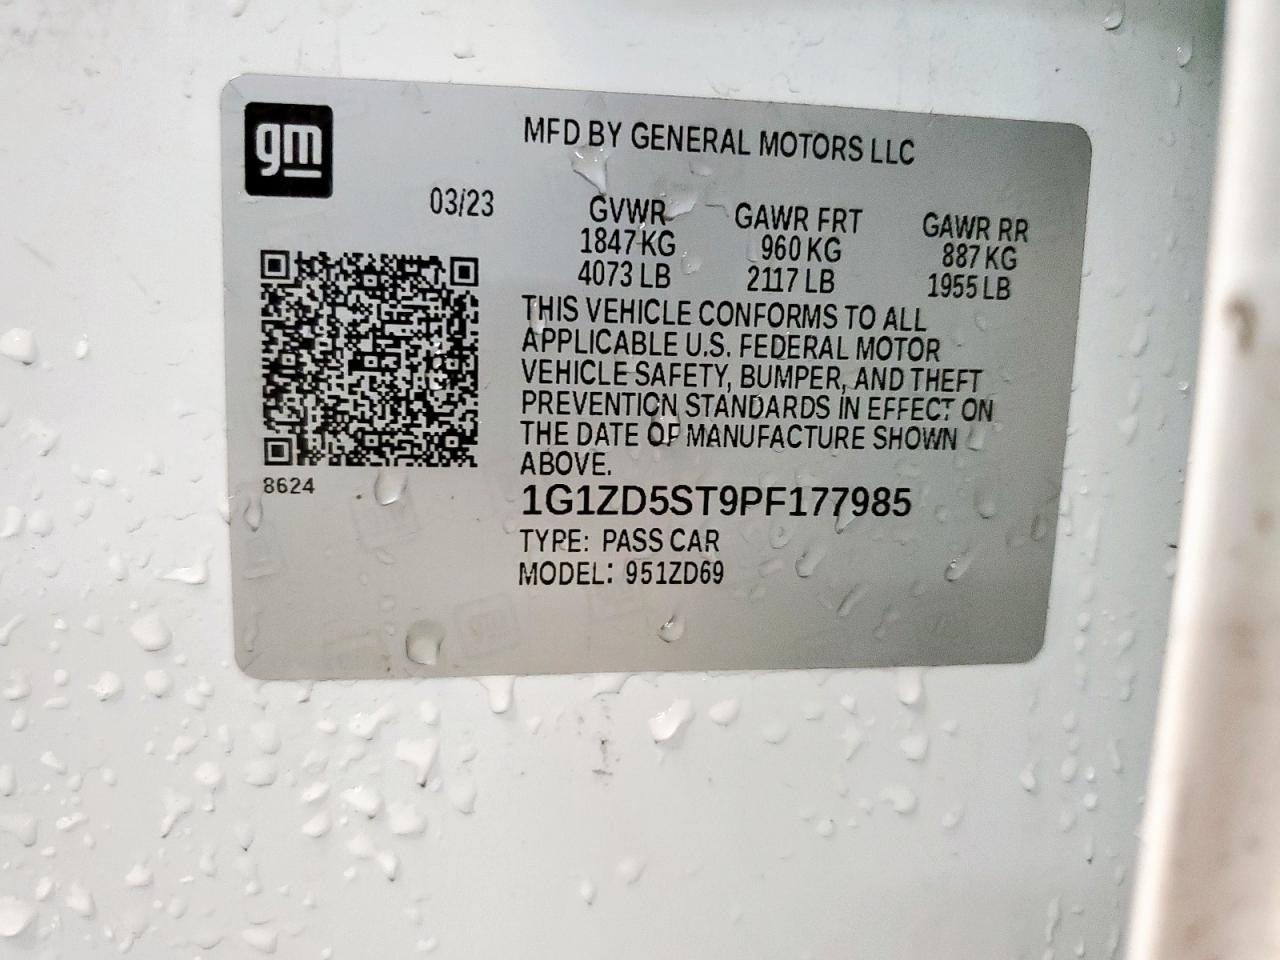 gm
MFD BY GENERAL MOTORS LLC
03/23
GVWR GAWR FRT GAWR RR
1847 KG 960 KG 887 KG
4073 LB 2117 LB 1955 LB
THIS VEHICLE CONFORMS TO ALL
APPLICABLE U.S. FEDERAL MOTOR
VEHICLE SAFETY, BUMPER, AND THEFT
PREVENTION STANDARDS IN EFFECT ON
THE DATE OF MANUFACTURE SHOWN
ABOVE.
8624
1G1ZD5ST9PF177985
TYPE: PASS CAR
MODEL: 951ZD69